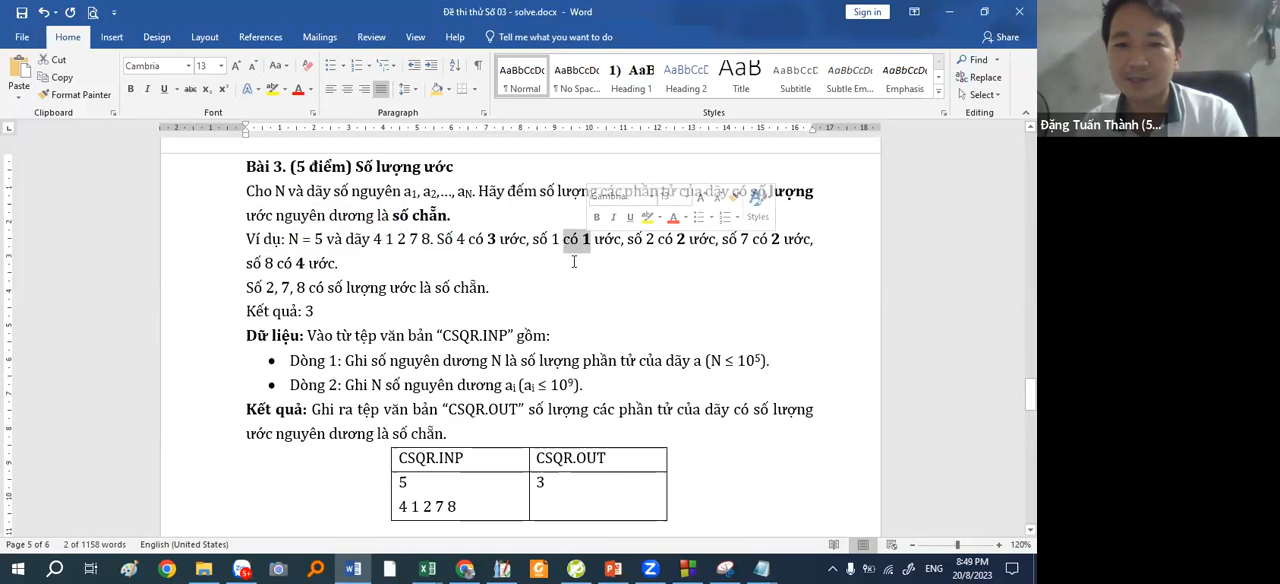 Đề thi thử Số 03 - solve.docx - Word
Sign in
File Home Insert Design Layout References Mailings Review View Help Tell me what you want to do Share
Paste
Cut
Copy
Format Painter
Clipboard
Cambria 13
Font
Paragraph
AaBbCcDc AaBbCcDc 1) AaB AaBbCcDc AaB AaBbCcD AaBbCcDc AaBbCcDc
¶ Normal ¶ No Spac... Heading 1 Heading 2 Title Subtitle Subtle Em... Emphasis
Styles
Find
Replace
Select
Editing
Đặng Tuấn Thành (5...
Bài 3. (5 điểm) Số lượng ước
Cho N và dãy số nguyên a1, a2,..., aN. Hãy đếm số lượng các phần tử của dãy có số lượng
ước nguyên dương là số chẵn.
Styles
Ví dụ: N = 5 và dãy 4 1 2 7 8. Số 4 có 3 ước, số 1 có 1 ước, số 2 có 2 ước, số 7 có 2 ước,
số 8 có 4 ước.
Số 2, 7, 8 có số lượng ước là số chẵn.
Kết quả: 3
Dữ liệu: Vào từ tệp văn bản “CSQR.INP” gồm:
• Dòng 1: Ghi số nguyên dương N là số lượng phần tử của dãy a (N ≤ 10⁵).
• Dòng 2: Ghi N số nguyên dương ai (ai ≤ 10⁹).
Kết quả: Ghi ra tệp văn bản “CSQR.OUT” số lượng các phần tử của dãy có số lượng
ước nguyên dương là số chẵn.
CSQR.INP CSQR.OUT
5 3
4 1 2 7 8
Page 5 of 6 2 of 1158 words English (United States) 120%
ENG 8:49 PM
20/8/2023